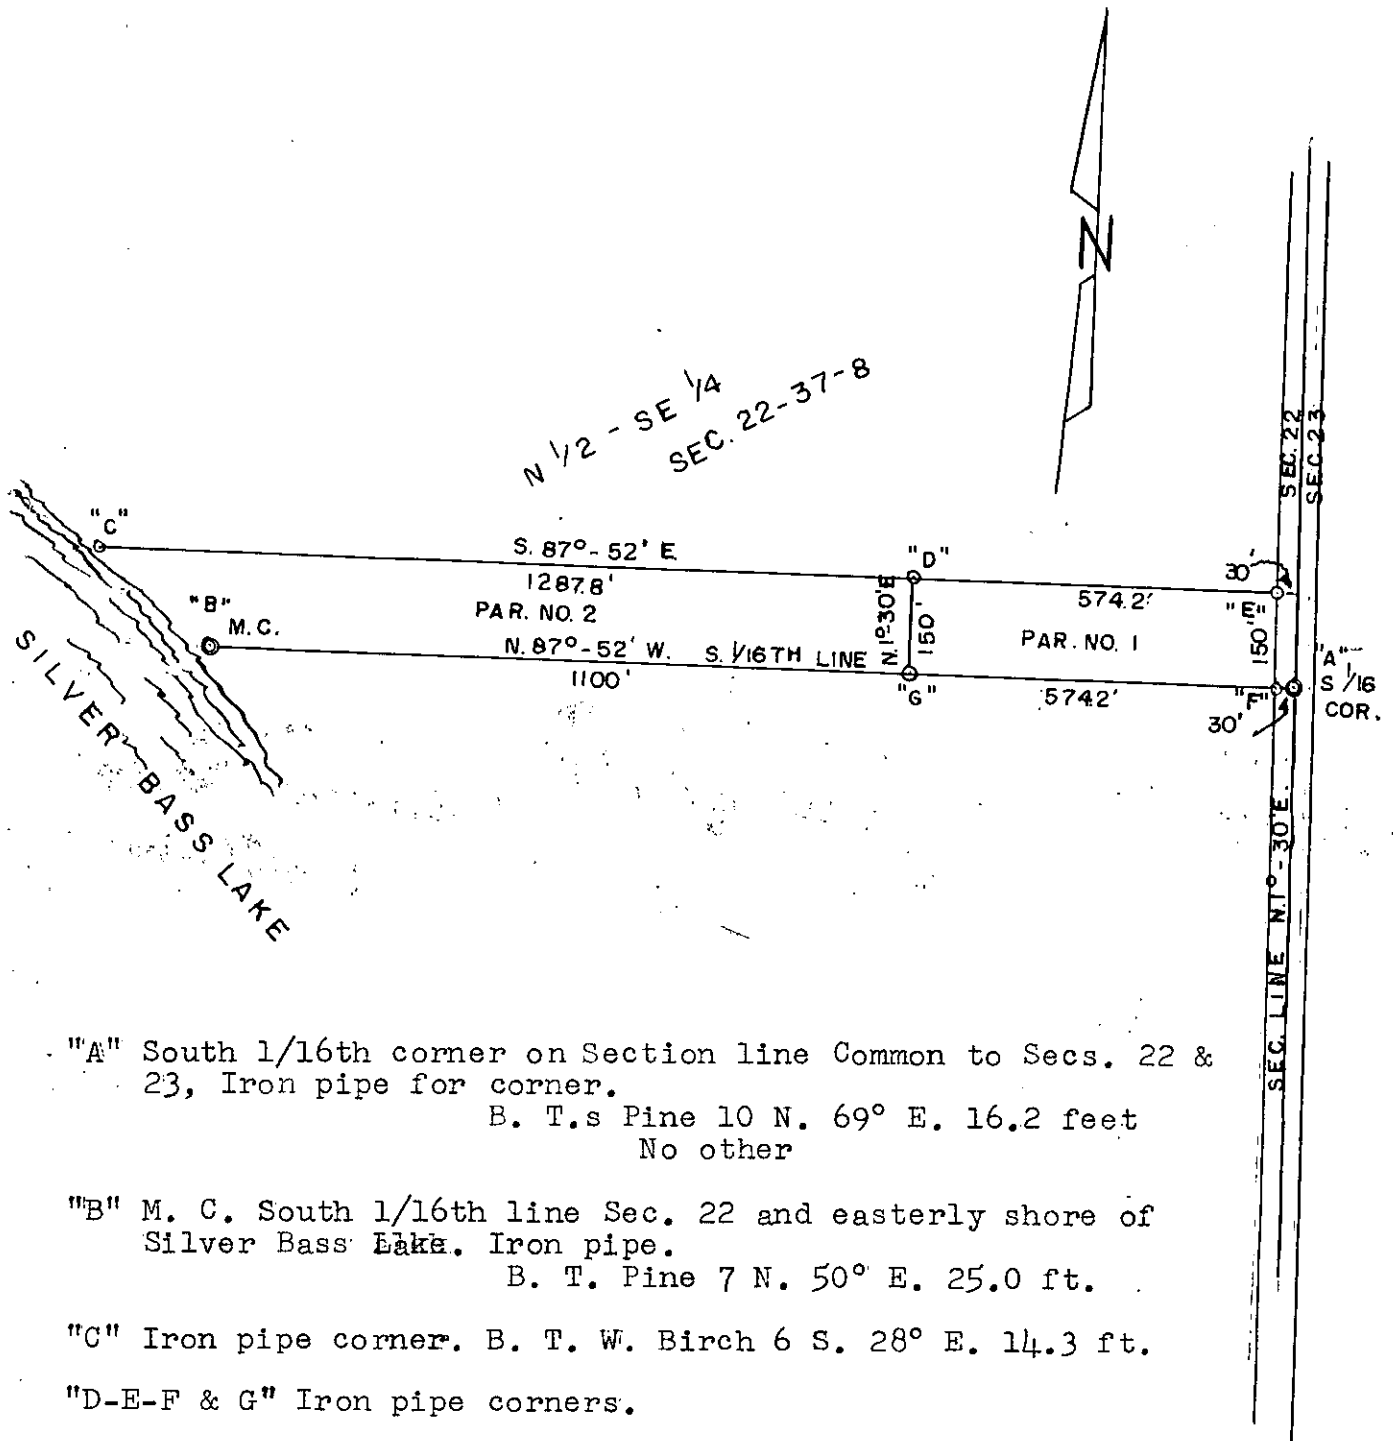 N
N 1/2 - SE 1/4
SEC. 22-37-8
SEC. 22
SEC. 23
"C"
S. 87°-52' E
1287.8'
PAR. NO. 2
"B"
M. C.
N. 87°-52' W. S. 1/16TH LINE
1100'
"D"
N. 1°-30' E
150'
"G"
574.2'
PAR. NO. 1
574.2'
30'
"E"
150'
"F"
30'
"A"
S 1/16
COR.
SILVER BASS LAKE
SEC. LINE N. 1°-30' E.
"A" South 1/16th corner on Section line Common to Secs. 22 &
23, Iron pipe for corner.
B. T.s Pine 10 N. 69° E. 16.2 feet
No other
"B" M. C. South 1/16th line Sec. 22 and easterly shore of
Silver Bass Lake. Iron pipe.
B. T. Pine 7 N. 50° E. 25.0 ft.
"C" Iron pipe corner. B. T. W. Birch 6 S. 28° E. 14.3 ft.
"D-E-F & G" Iron pipe corners.